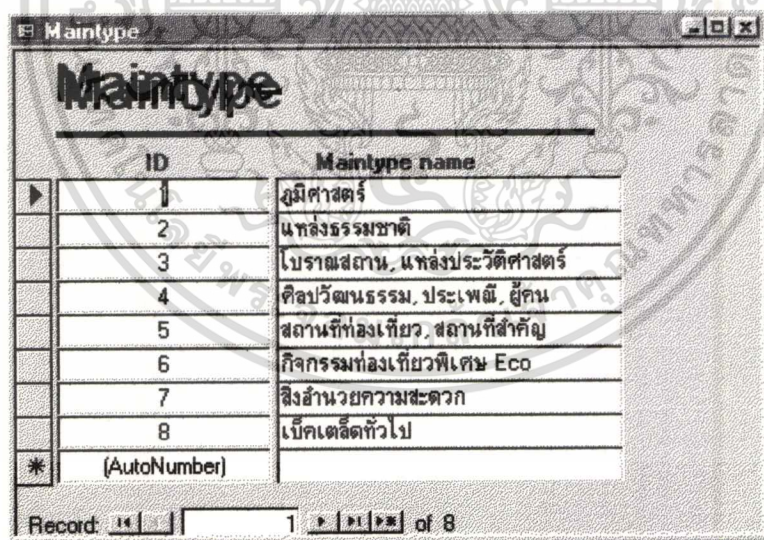 Maintype
Maintype
ID Maintype name
1 ภูมิศาสตร์
2 แหล่งธรรมชาติ
3 โบราณสถาน, แหล่งประวัติศาสตร์
4 ศิลปวัฒนธรรม, ประเพณี, ผู้คน
5 สถานที่ท่องเที่ยว, สถานที่สำคัญ
6 กิจกรรมท่องเที่ยวพิเศษ Eco
7 สิ่งอำนวยความสะดวก
8 เบ็ดเตล็ดทั่วไป
(AutoNumber)
Record: 1 of 8